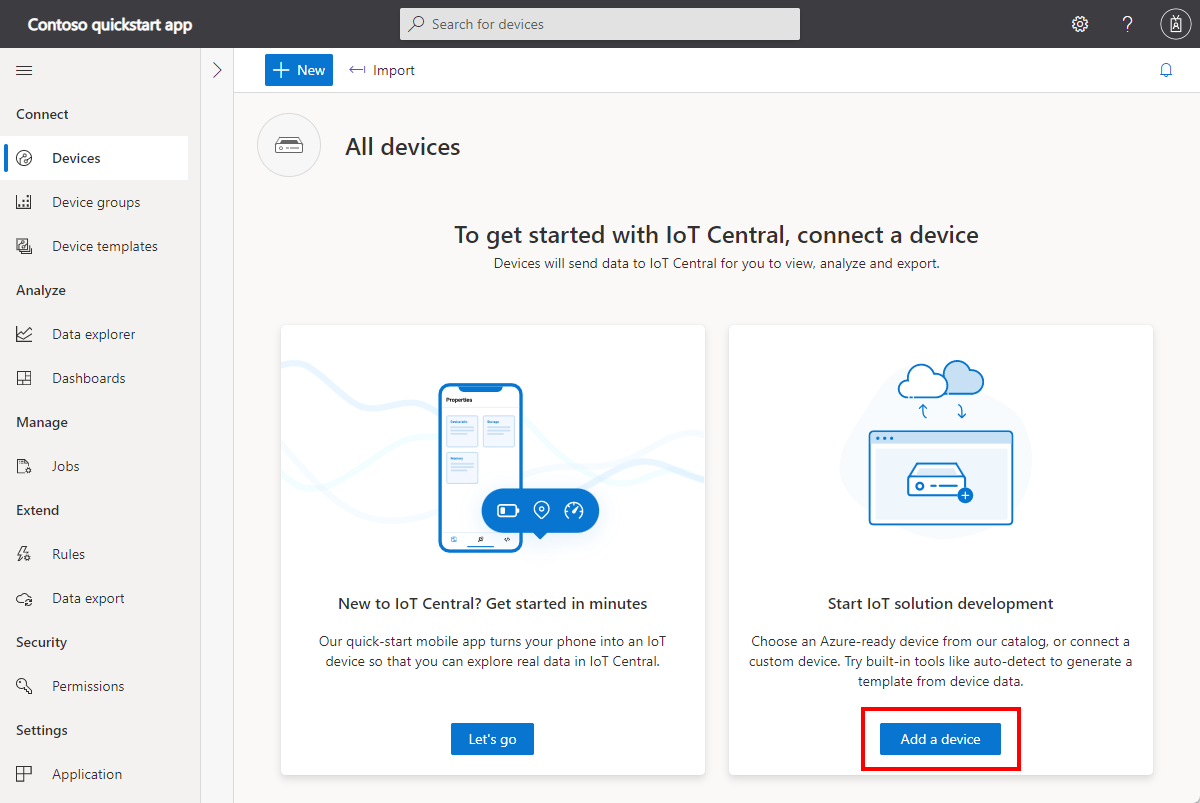 Contoso quickstart app
Search for devices
?
New
Import
Connect
Devices
Device groups
Device templates
Analyze
Data explorer
Dashboards
Manage
Jobs
Extend
Rules
Data export
Security
Permissions
Settings
Application
All devices
To get started with IoT Central, connect a device
Devices will send data to IoT Central for you to view, analyze and export.
Properties
Device info
Storage
Memory
New to IoT Central? Get started in minutes
Our quick-start mobile app turns your phone into an IoT
device so that you can explore real data in IoT Central.
Let's go
Start IoT solution development
Choose an Azure-ready device from our catalog, or connect a
custom device. Try built-in tools like auto-detect to generate a
template from device data.
Add a device